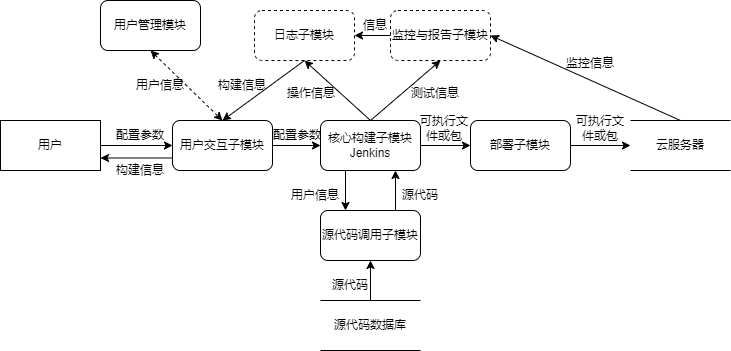 用户管理模块
日志子模块
信息
监控与报告子模块
用户信息
构建信息
操作信息
测试信息
监控信息
用户
配置参数
构建信息
用户交互子模块
配置参数
核心构建子模块
Jenkins
可执行文
件或包
部署子模块
可执行文
件或包
云服务器
用户信息
源代码
源代码调用子模块
源代码
源代码数据库